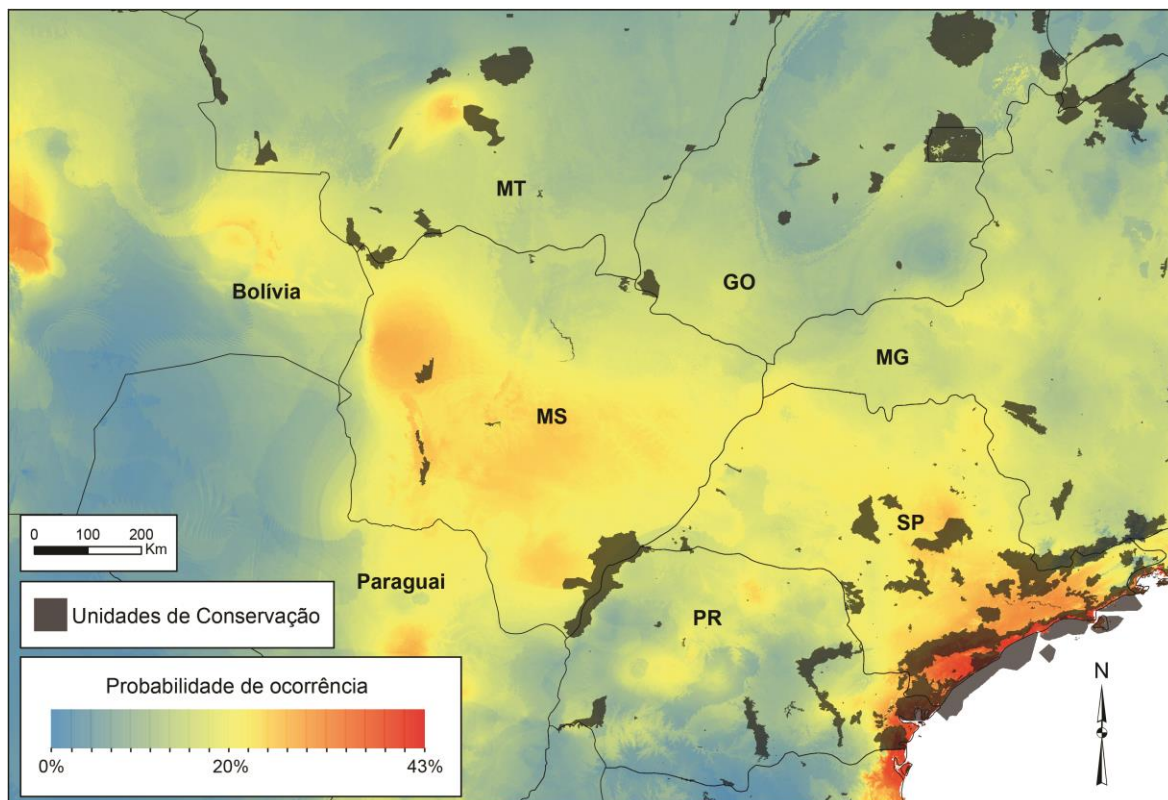 MT
Bolívia
GO
MG
MS
SP
0 100 200
Km
Paraguai
PR
Unidades de Conservação
Probabilidade de ocorrência
0% 20% 43%
N